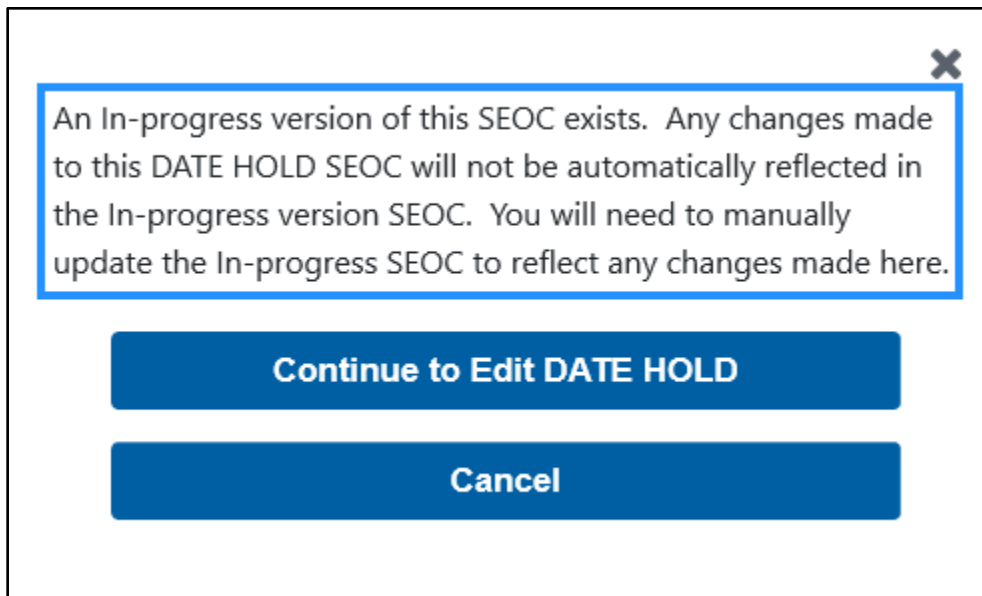 An In-progress version of this SEOC exists.  Any changes made
to this DATE HOLD SEOC will not be automatically reflected in
the In-progress version SEOC.  You will need to manually
update the In-progress SEOC to reflect any changes made here.
Continue to Edit DATE HOLD
Cancel